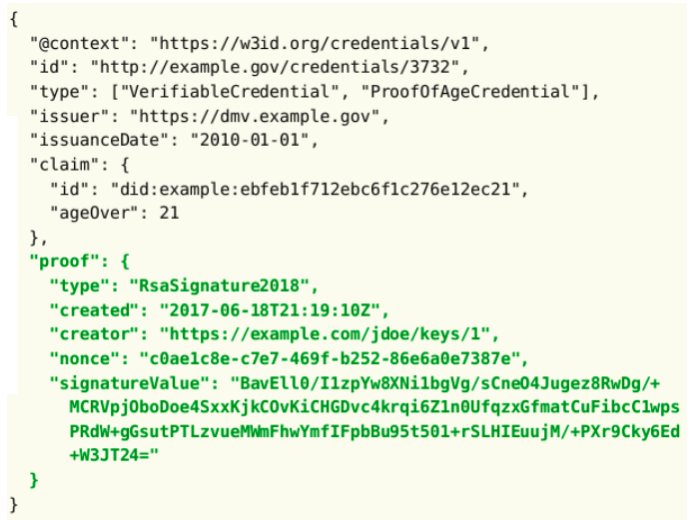 {
  "@context": "https://w3id.org/credentials/v1",
  "id": "http://example.gov/credentials/3732",
  "type": ["VerifiableCredential", "ProofOfAgeCredential"],
  "issuer": "https://dmv.example.gov",
  "issuanceDate": "2010-01-01",
  "claim": {
    "id": "did:example:ebfeb1f712ebc6f1c276e12ec21",
    "ageOver": 21
  },
  "proof": {
    "type": "RsaSignature2018",
    "created": "2017-06-18T21:19:10Z",
    "creator": "https://example.com/jdoe/keys/1",
    "nonce": "c0ae1c8e-c7e7-469f-b252-86e6a0e7387e",
    "signatureValue": "BavEll0/I1zpYw8XNi1bgVg/sCneO4Jugez8RwDg/+
      MCRVpjOboDoe4SxxKjkCOvKiCHGDvc4krqi6Z1n0UfqzxGfmatCuFibcC1wps
      PRdW+gGsutPTLzvueMWmFhwYmfIFpbBu95t501+rSLHIEuujM/+PXr9Cky6Ed
      +W3JT24="
  }
}